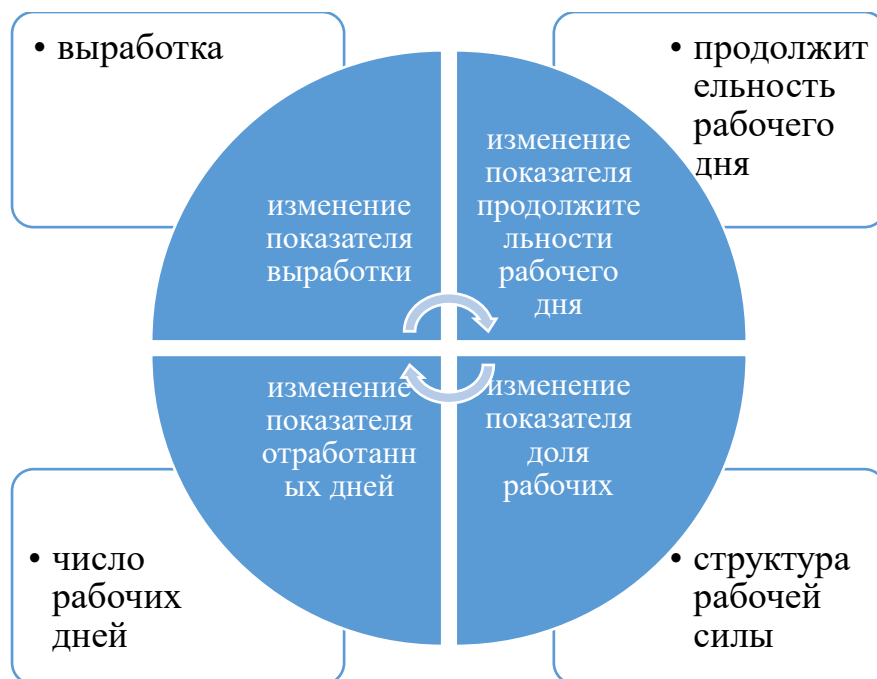 • выработка
• продолжит
ельность
рабочего
дня
изменение
показателя
выработки
изменение
показателя
продолжите
льности
рабочего
дня
изменение
показателя
отработанн
ых дней
изменение
показателя
доля
рабочих
• число
рабочих
дней
• структура
рабочей
силы